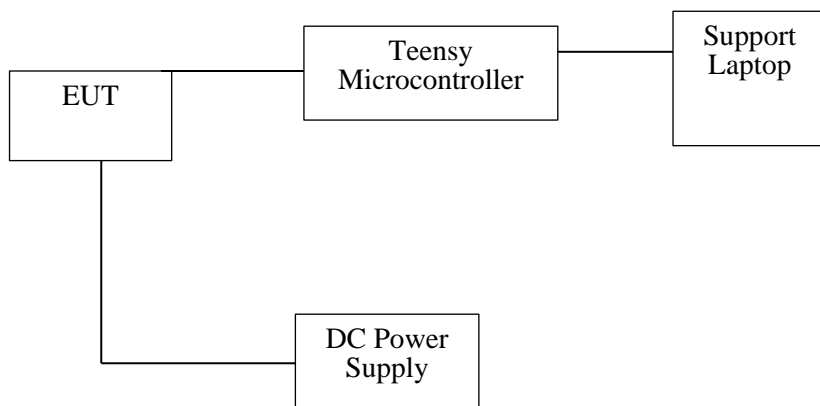 EUT
Teensy
Microcontroller
Support
Laptop
DC Power
Supply